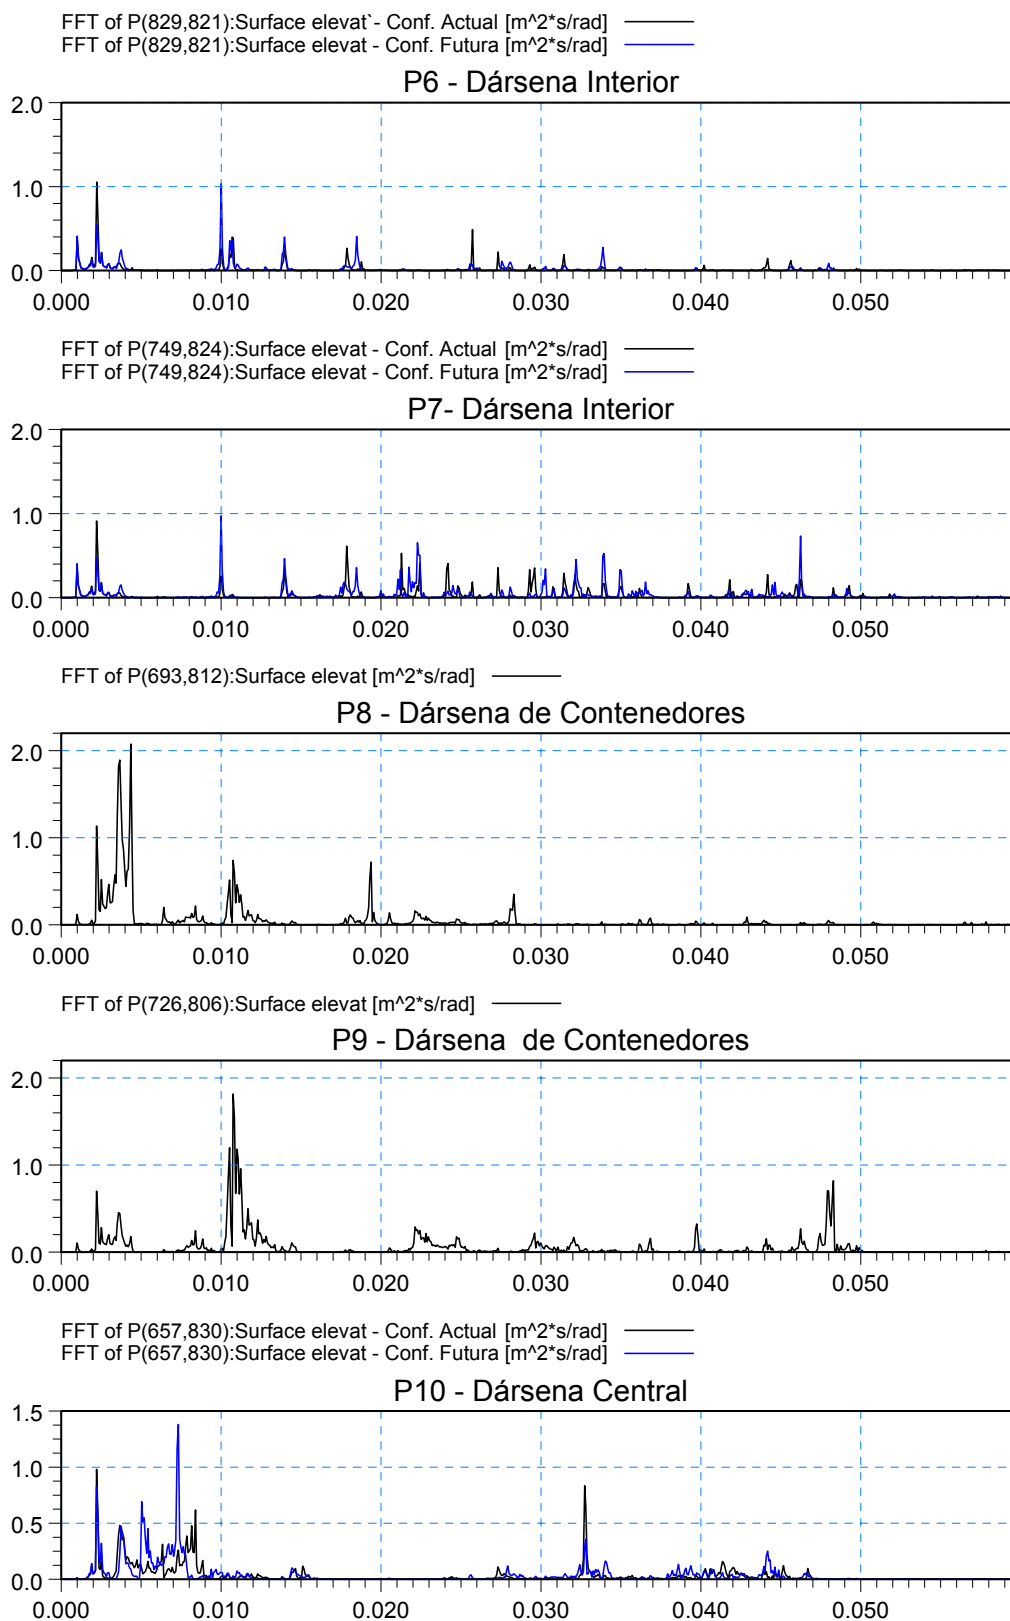 FFT of P(829,821):Surface elevat`- Conf. Actual [m^2*s/rad]
FFT of P(829,821):Surface elevat - Conf. Futura [m^2*s/rad]
P6 - Dársena Interior
2.0
1.0
0.0
0.000 0.010 0.020 0.030 0.040 0.050
FFT of P(749,824):Surface elevat - Conf. Actual [m^2*s/rad]
FFT of P(749,824):Surface elevat - Conf. Futura [m^2*s/rad]
P7- Dársena Interior
2.0
1.0
0.0
0.000 0.010 0.020 0.030 0.040 0.050
FFT of P(693,812):Surface elevat [m^2*s/rad]
P8 - Dársena de Contenedores
2.0
1.0
0.0
0.000 0.010 0.020 0.030 0.040 0.050
FFT of P(726,806):Surface elevat [m^2*s/rad]
P9 - Dársena  de Contenedores
2.0
1.0
0.0
0.000 0.010 0.020 0.030 0.040 0.050
FFT of P(657,830):Surface elevat - Conf. Actual [m^2*s/rad]
FFT of P(657,830):Surface elevat - Conf. Futura [m^2*s/rad]
P10 - Dársena Central
1.5
1.0
0.5
0.0
0.000 0.010 0.020 0.030 0.040 0.050